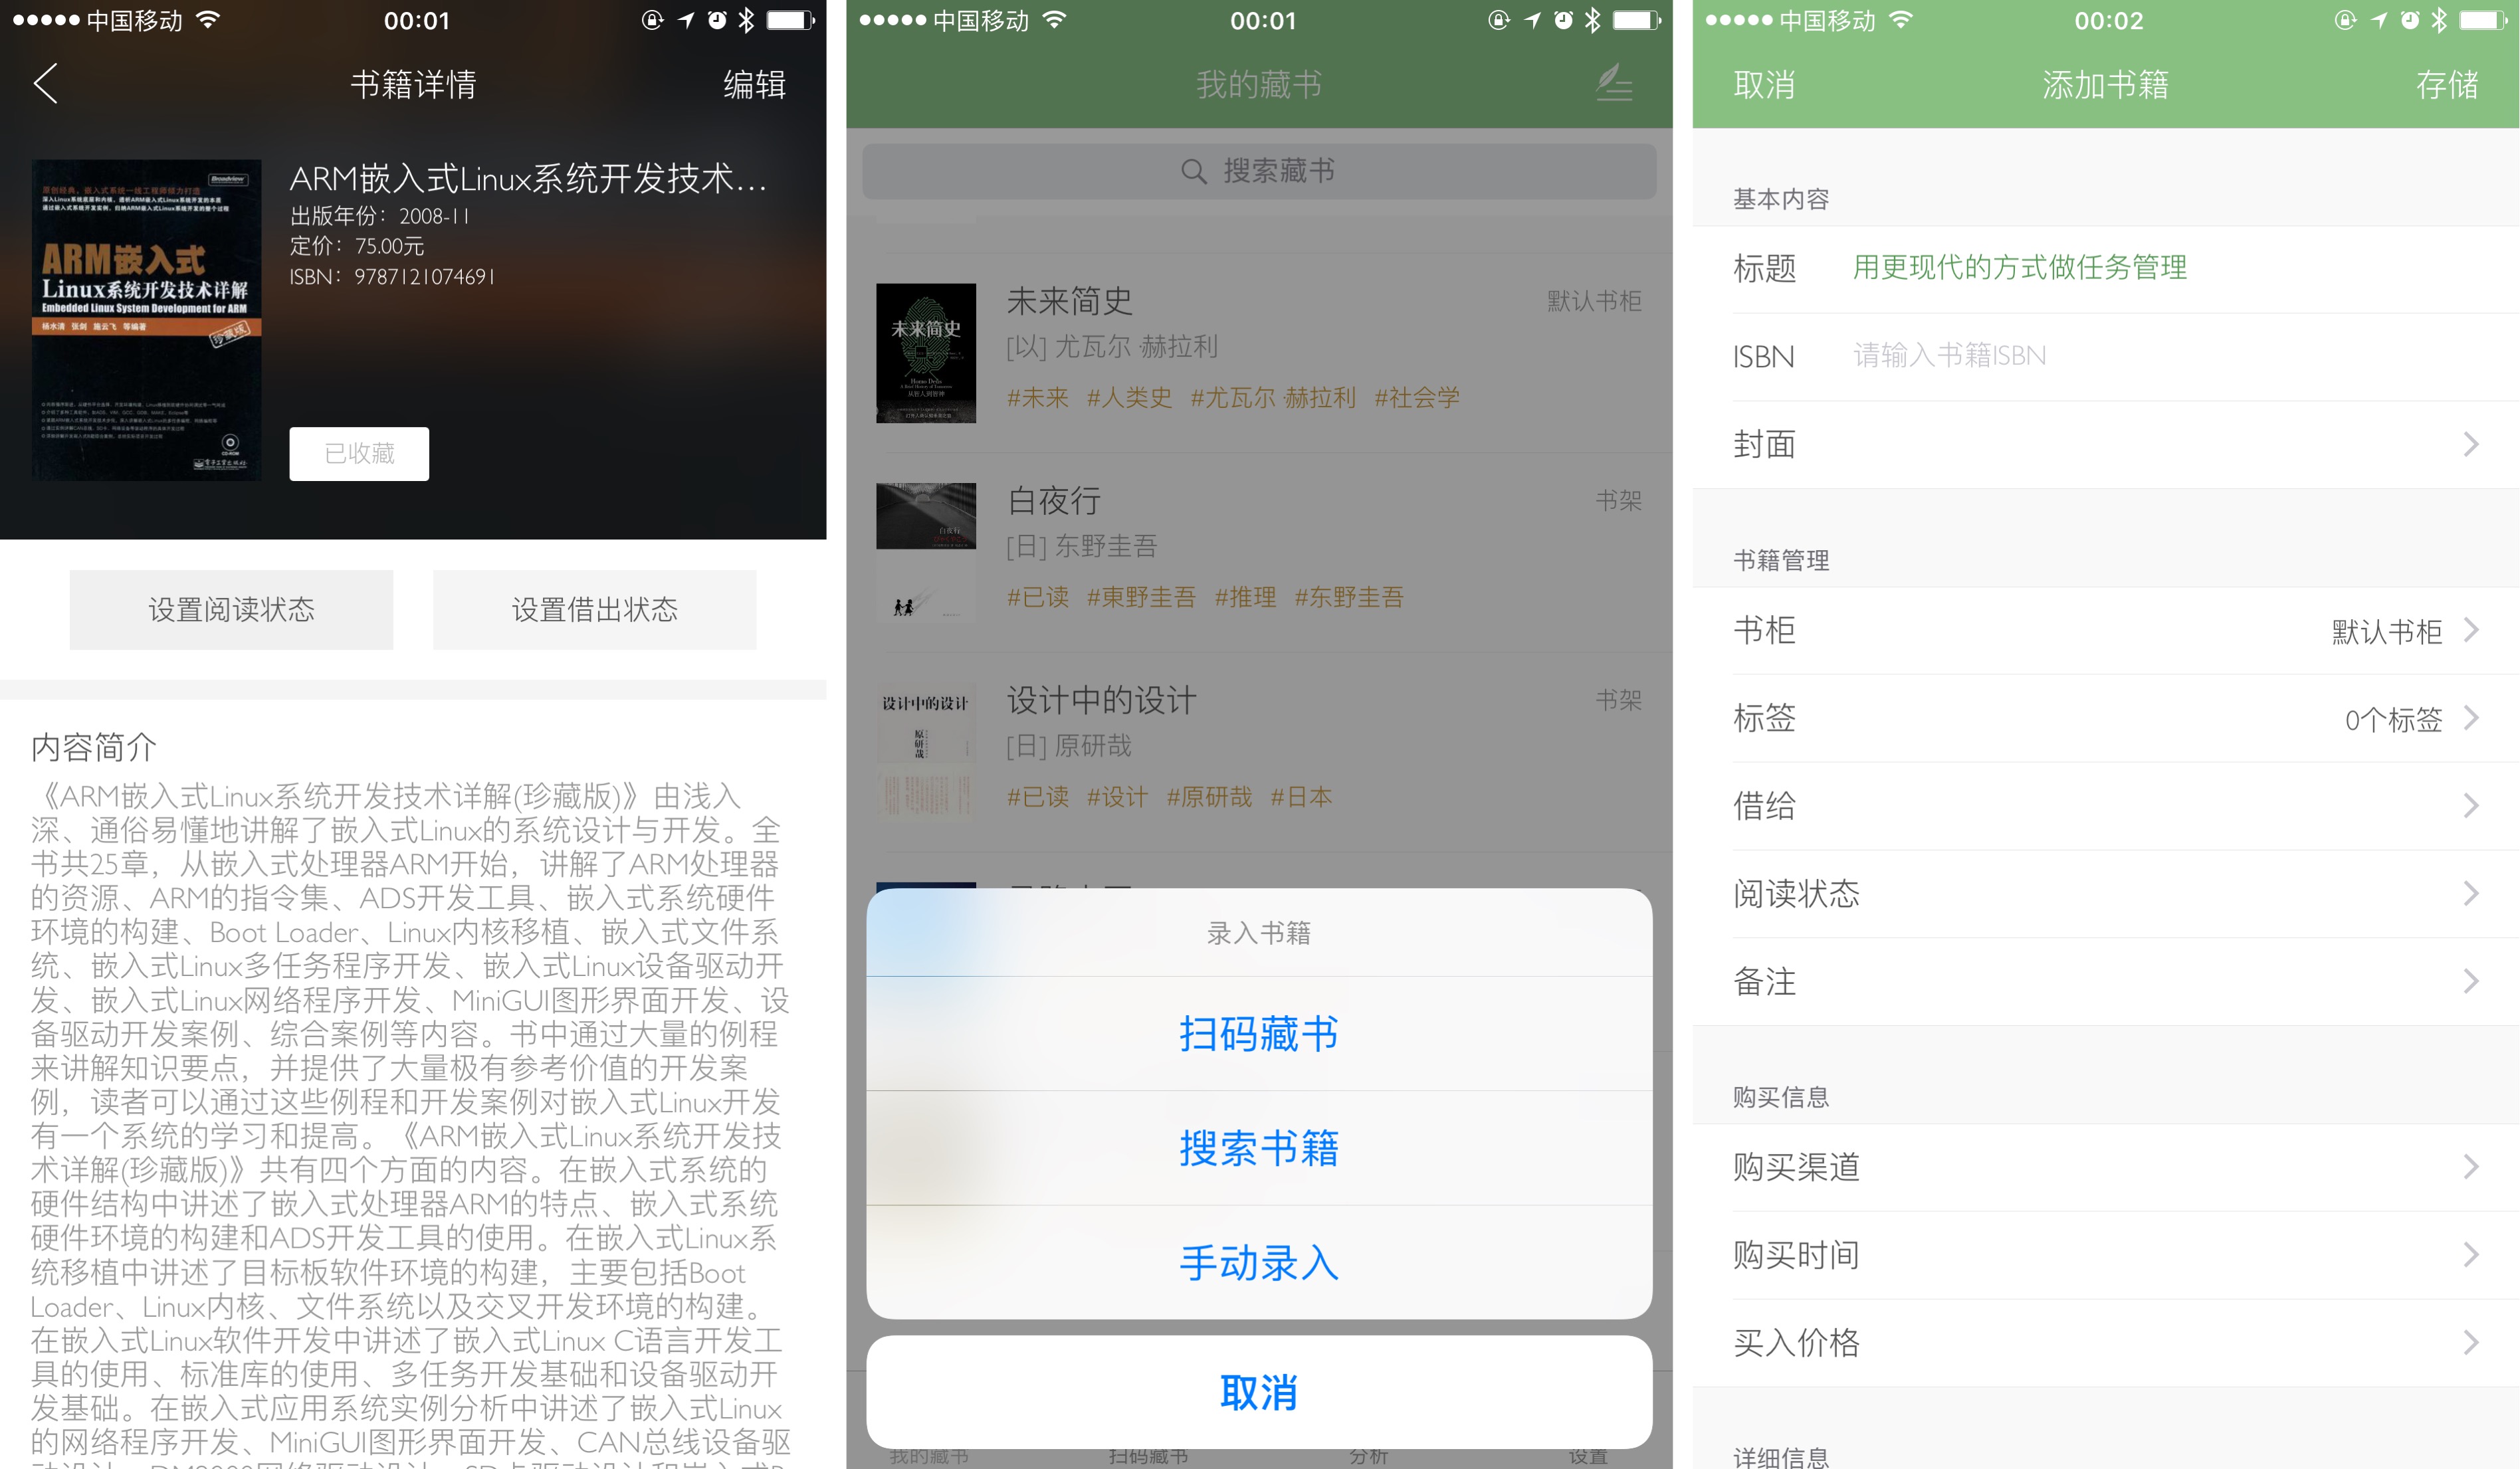 中国移动
00:01
书籍详情
编辑
Broadview
ARM嵌入式
Linux系统开发技术详解
Embedded Linux System Development for ARM
杨水清 张剑 施云飞 等编著
珍藏版
ARM嵌入式Linux系统开发技术...
出版年份：2008-11
定价：75.00元
ISBN：9787121074691
已收藏
设置阅读状态
设置借出状态
内容简介
《ARM嵌入式Linux系统开发技术详解(珍藏版)》由浅入
深、通俗易懂地讲解了嵌入式Linux的系统设计与开发。全
书共25章，从嵌入式处理器ARM开始，讲解了ARM处理器
的资源、ARM的指令集、ADS开发工具、嵌入式系统硬件
环境的构建、Boot Loader、Linux内核移植、嵌入式文件系
统、嵌入式Linux多任务程序开发、嵌入式Linux设备驱动开
发、嵌入式Linux网络程序开发、MiniGUI图形界面开发、设
备驱动开发案例、综合案例等内容。书中通过大量的例程
来讲解知识要点，并提供了大量极有参考价值的开发案
例，读者可以通过这些例程和开发案例对嵌入式Linux开发
有一个系统的学习和提高。《ARM嵌入式Linux系统开发技
术详解(珍藏版)》共有四个方面的内容。在嵌入式系统的
硬件结构中讲述了嵌入式处理器ARM的特点、嵌入式系统
硬件环境的构建和ADS开发工具的使用。在嵌入式Linux系
统移植中讲述了目标板软件环境的构建，主要包括Boot
Loader、Linux内核、文件系统以及交叉开发环境的构建。
在嵌入式Linux软件开发中讲述了嵌入式Linux C语言开发工
具的使用、标准库的使用、多任务开发基础和设备驱动开
发基础。在嵌入式应用系统实例分析中讲述了嵌入式Linux
的网络程序开发、MiniGUI图形界面开发、CAN总线设备驱
中国移动
00:01
我的藏书
搜索藏书
未来简史
未来简史
默认书柜
[以] 尤瓦尔·赫拉利
#未来 #人类史 #尤瓦尔·赫拉利 #社会学
白夜行
白夜行
书架
[日] 东野圭吾
#已读 #東野圭吾 #推理 #东野圭吾
设计中的设计
原研哉
设计中的设计
书架
[日] 原研哉
#已读 #设计 #原研哉 #日本
录入书籍
扫码藏书
搜索书籍
手动录入
取消
我的藏书
扫码藏书
分析
设置
中国移动
00:02
取消
添加书籍
存储
基本内容
标题 用更现代的方式做任务管理
ISBN 请输入书籍ISBN
封面
书籍管理
书柜 默认书柜
标签 0个标签
借给
阅读状态
备注
购买信息
购买渠道
购买时间
买入价格
详细信息